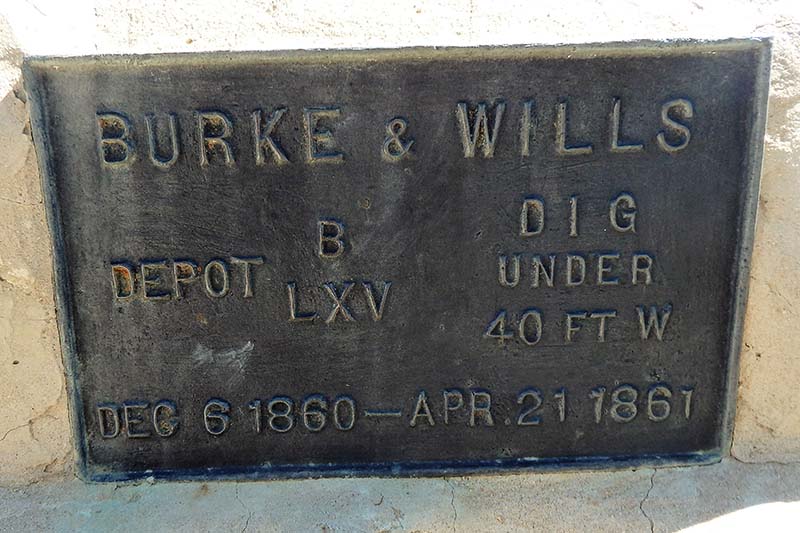 BURKE & WILLS
DEPOT
B
LXV
DIG
UNDER
40 FT W
DEC 6 1860 — APR. 21 1861